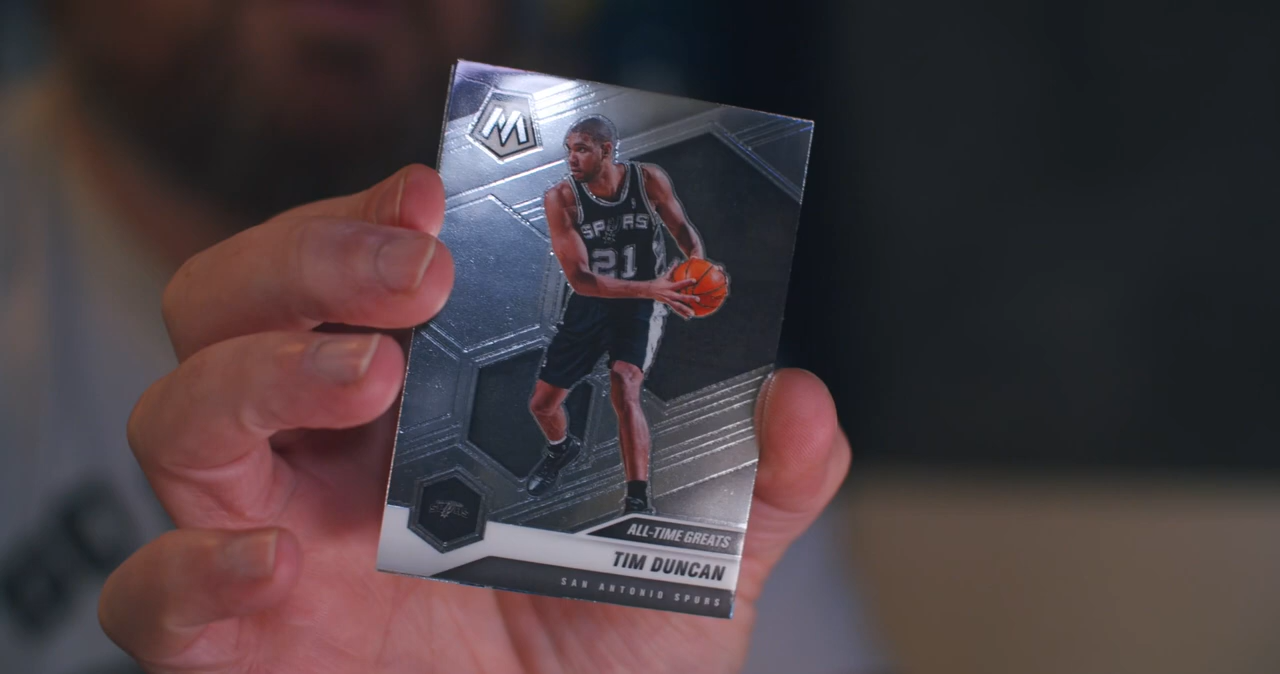 M
SPURS
21
ALL-TIME GREATS
TIM DUNCAN
SAN ANTONIO SPURS